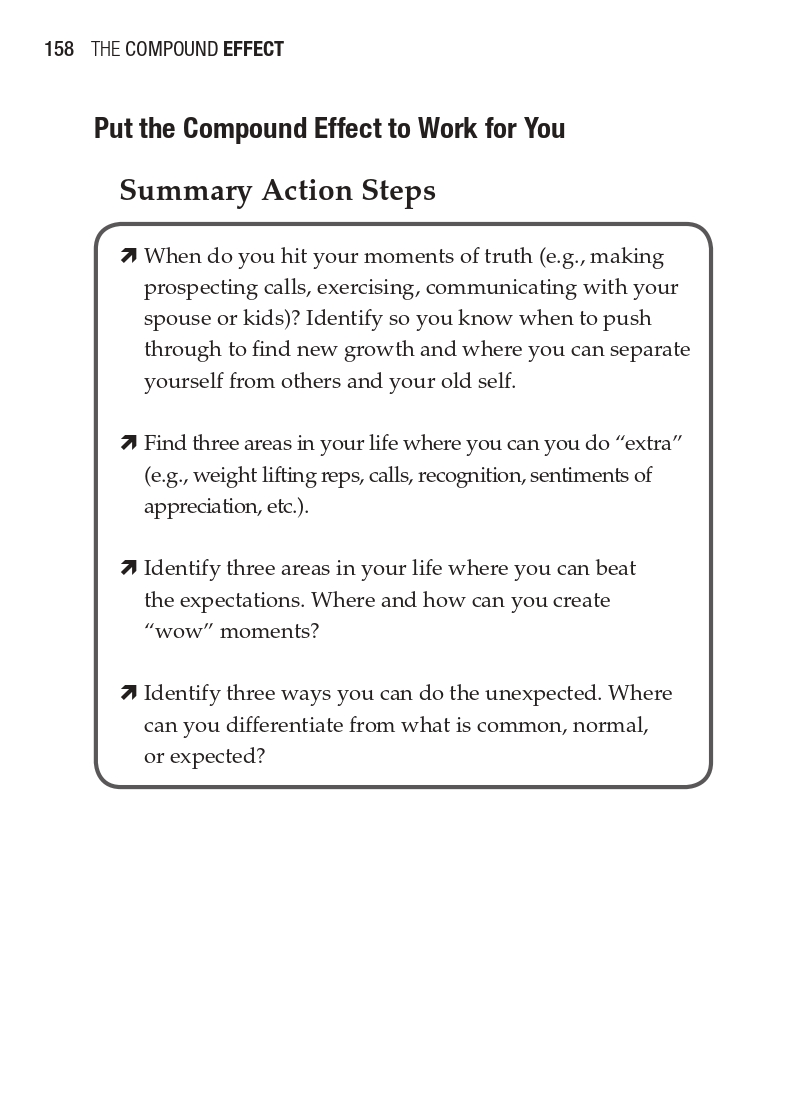 158 THE COMPOUND EFFECT
Put the Compound Effect to Work for You
Summary Action Steps
When do you hit your moments of truth (e.g., making
prospecting calls, exercising, communicating with your
spouse or kids)? Identify so you know when to push
through to find new growth and where you can separate
yourself from others and your old self.
Find three areas in your life where you can you do “extra”
(e.g., weight lifting reps, calls, recognition, sentiments of
appreciation, etc.).
Identify three areas in your life where you can beat
the expectations. Where and how can you create
“wow” moments?
Identify three ways you can do the unexpected. Where
can you differentiate from what is common, normal,
or expected?